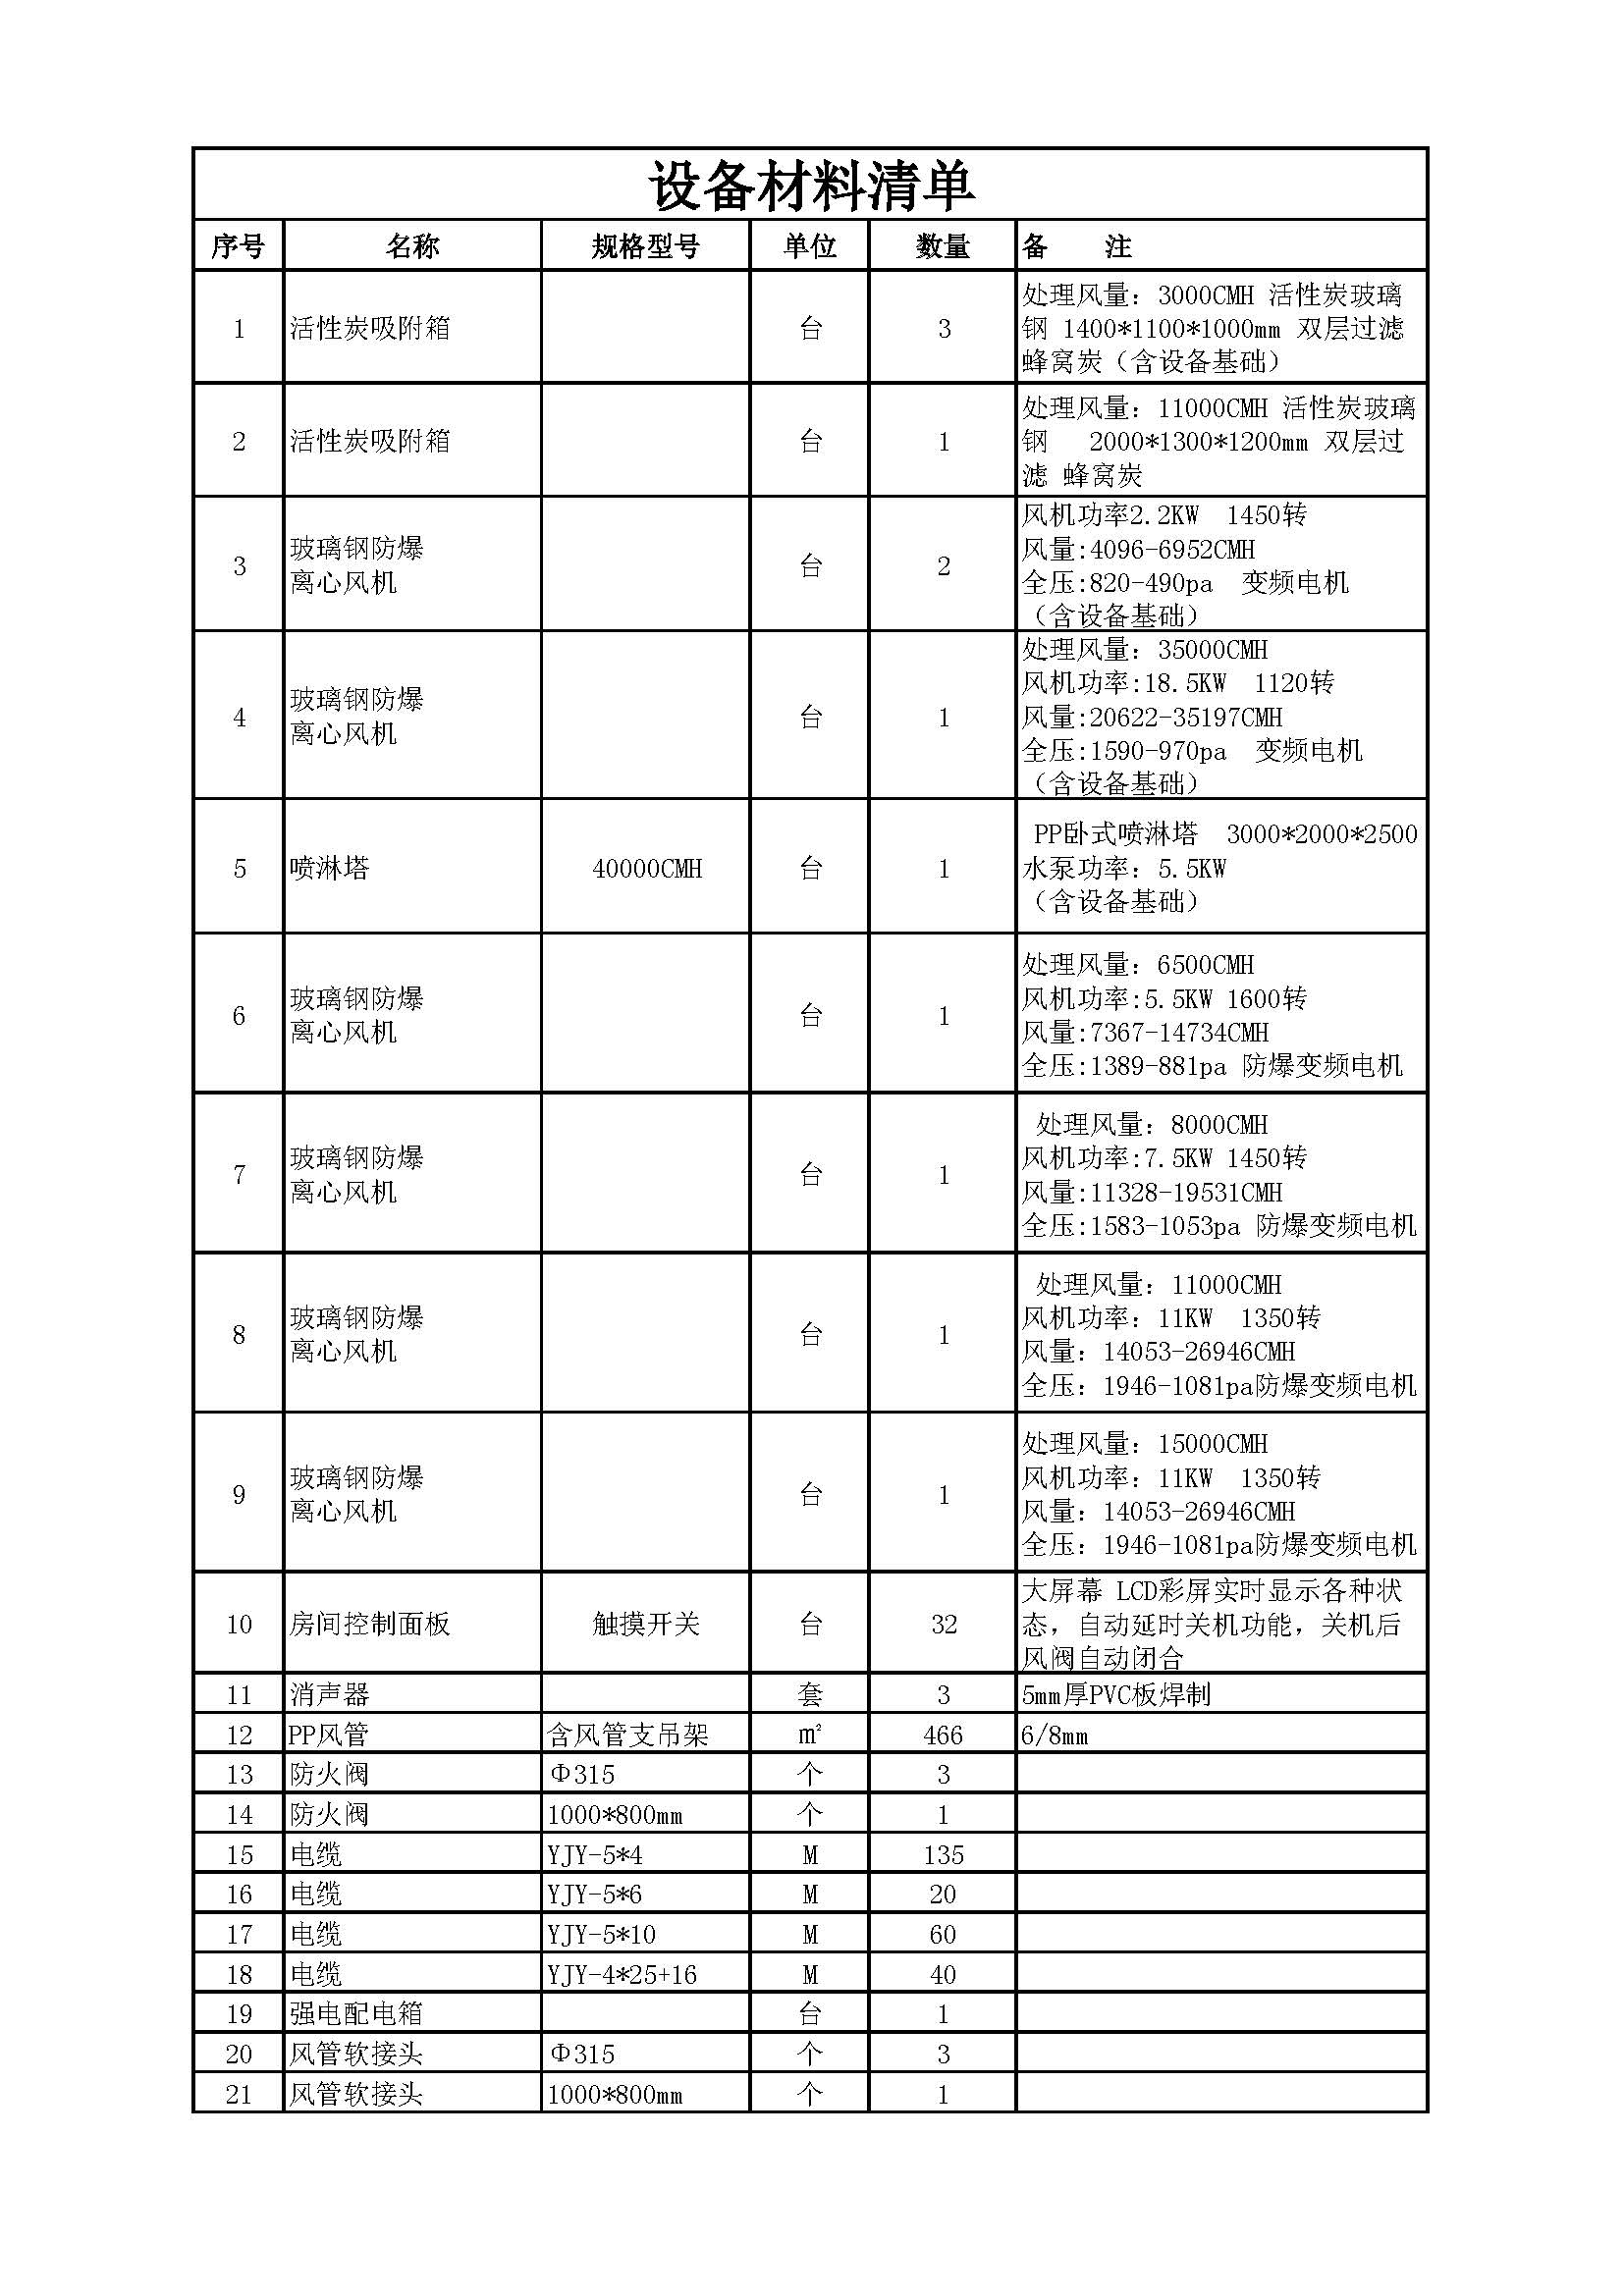 设备材料清单
序号 名称 规格型号 单位 数量 备　　注
1 活性炭吸附箱 台 3 处理风量：3000CMH 活性炭玻璃
钢 1400*1100*1000mm 双层过滤
蜂窝炭（含设备基础）
2 活性炭吸附箱 台 1 处理风量：11000CMH 活性炭玻璃
钢　 2000*1300*1200mm 双层过
滤 蜂窝炭
3 玻璃钢防爆
离心风机 台 2 风机功率2.2KW  1450转
风量:4096-6952CMH
全压:820-490pa  变频电机
（含设备基础）
4 玻璃钢防爆
离心风机 台 1 处理风量：35000CMH
风机功率:18.5KW  1120转
风量:20622-35197CMH
全压:1590-970pa  变频电机
（含设备基础）
5 喷淋塔 40000CMH 台 1 PP卧式喷淋塔  3000*2000*2500
水泵功率：5.5KW
（含设备基础）
6 玻璃钢防爆
离心风机 台 1 处理风量：6500CMH
风机功率:5.5KW 1600转
风量:7367-14734CMH
全压:1389-881pa 防爆变频电机
7 玻璃钢防爆
离心风机 台 1 处理风量：8000CMH
风机功率:7.5KW 1450转
风量:11328-19531CMH
全压:1583-1053pa 防爆变频电机
8 玻璃钢防爆
离心风机 台 1 处理风量：11000CMH
风机功率：11KW  1350转
风量：14053-26946CMH
全压：1946-1081pa防爆变频电机
9 玻璃钢防爆
离心风机 台 1 处理风量：15000CMH
风机功率：11KW  1350转
风量：14053-26946CMH
全压：1946-1081pa防爆变频电机
10 房间控制面板 触摸开关 台 32 大屏幕 LCD彩屏实时显示各种状
态，自动延时关机功能，关机后
风阀自动闭合
11 消声器 套 3 5mm厚PVC板焊制
12 PP风管 含风管支吊架 ㎡ 466 6/8mm
13 防火阀 Φ315 个 3
14 防火阀 1000*800mm 个 1
15 电缆 YJY-5*4 M 135
16 电缆 YJY-5*6 M 20
17 电缆 YJY-5*10 M 60
18 电缆 YJY-4*25+16 M 40
19 强电配电箱 台 1
20 风管软接头 Φ315 个 3
21 风管软接头 1000*800mm 个 1